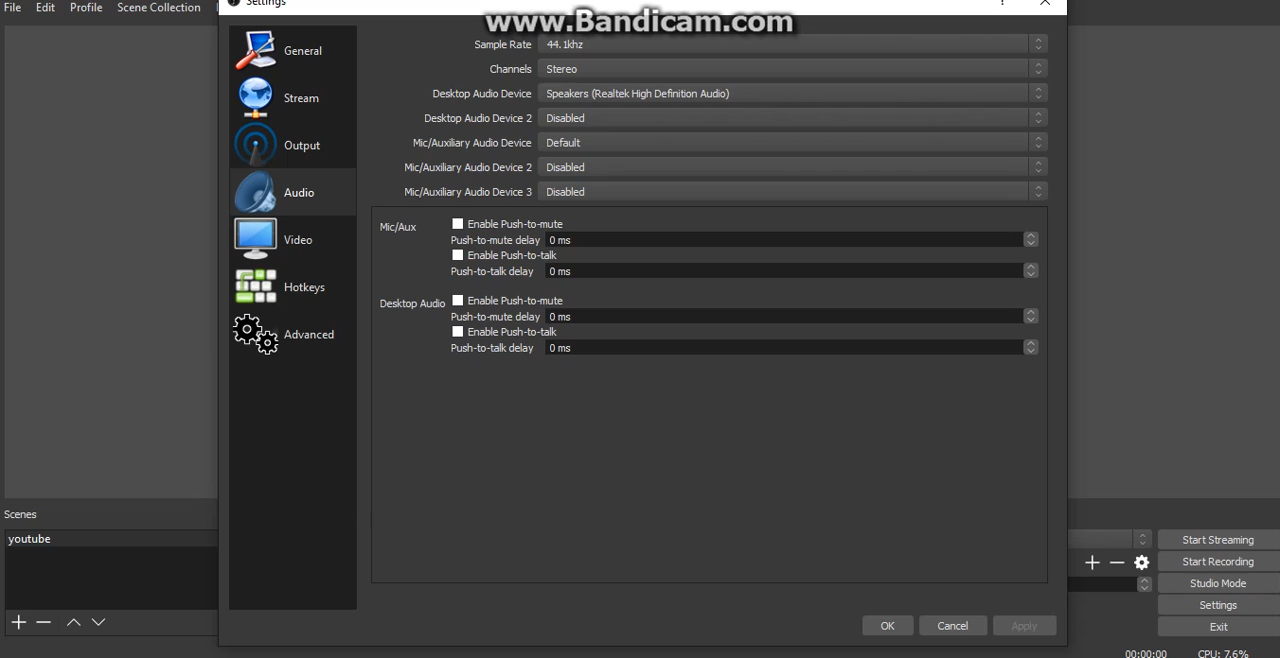 Settings
?
www.Bandicam.com
File Edit Profile Scene Collection
General
Stream
Output
Audio
Video
Hotkeys
Advanced
Sample Rate 44.1khz
Channels Stereo
Desktop Audio Device Speakers (Realtek High Definition Audio)
Desktop Audio Device 2 Disabled
Mic/Auxiliary Audio Device Default
Mic/Auxiliary Audio Device 2 Disabled
Mic/Auxiliary Audio Device 3 Disabled
Mic/Aux Enable Push-to-mute
Push-to-mute delay 0 ms
Enable Push-to-talk
Push-to-talk delay 0 ms
Desktop Audio Enable Push-to-mute
Push-to-mute delay 0 ms
Enable Push-to-talk
Push-to-talk delay 0 ms
OK Cancel Apply
Scenes
youtube
Start Streaming
Start Recording
Studio Mode
Settings
Exit
00:00:00 CPU: 7.6%